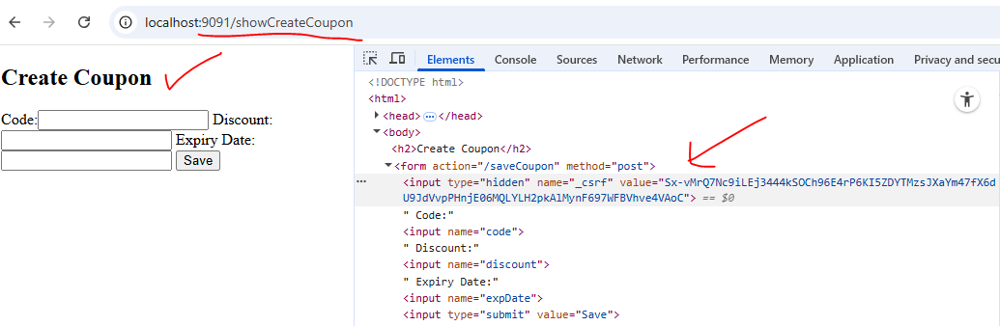 localhost:9091/showCreateCoupon
Create Coupon
Code: Discount:
Expiry Date:
Save
Elements Console Sources Network Performance Memory Application Privacy and secu
<!DOCTYPE html>
<html>
<head> … </head>
<body>
<h2>Create Coupon</h2>
<form action="/saveCoupon" method="post">
<input type="hidden" name="_csrf" value="Sx-vMrQ7Nc9iLEj3444kSOCh96E4rP6KI5ZDYTMzsJXaYm47fX6d
U9JdVvpPHnjE06MQLYLH2pkAlMynF697WFBVhve4VAoC"> == $0
" Code:"
<input name="code">
" Discount:"
<input name="discount">
" Expiry Date:"
<input name="expDate">
<input type="submit" value="Save">